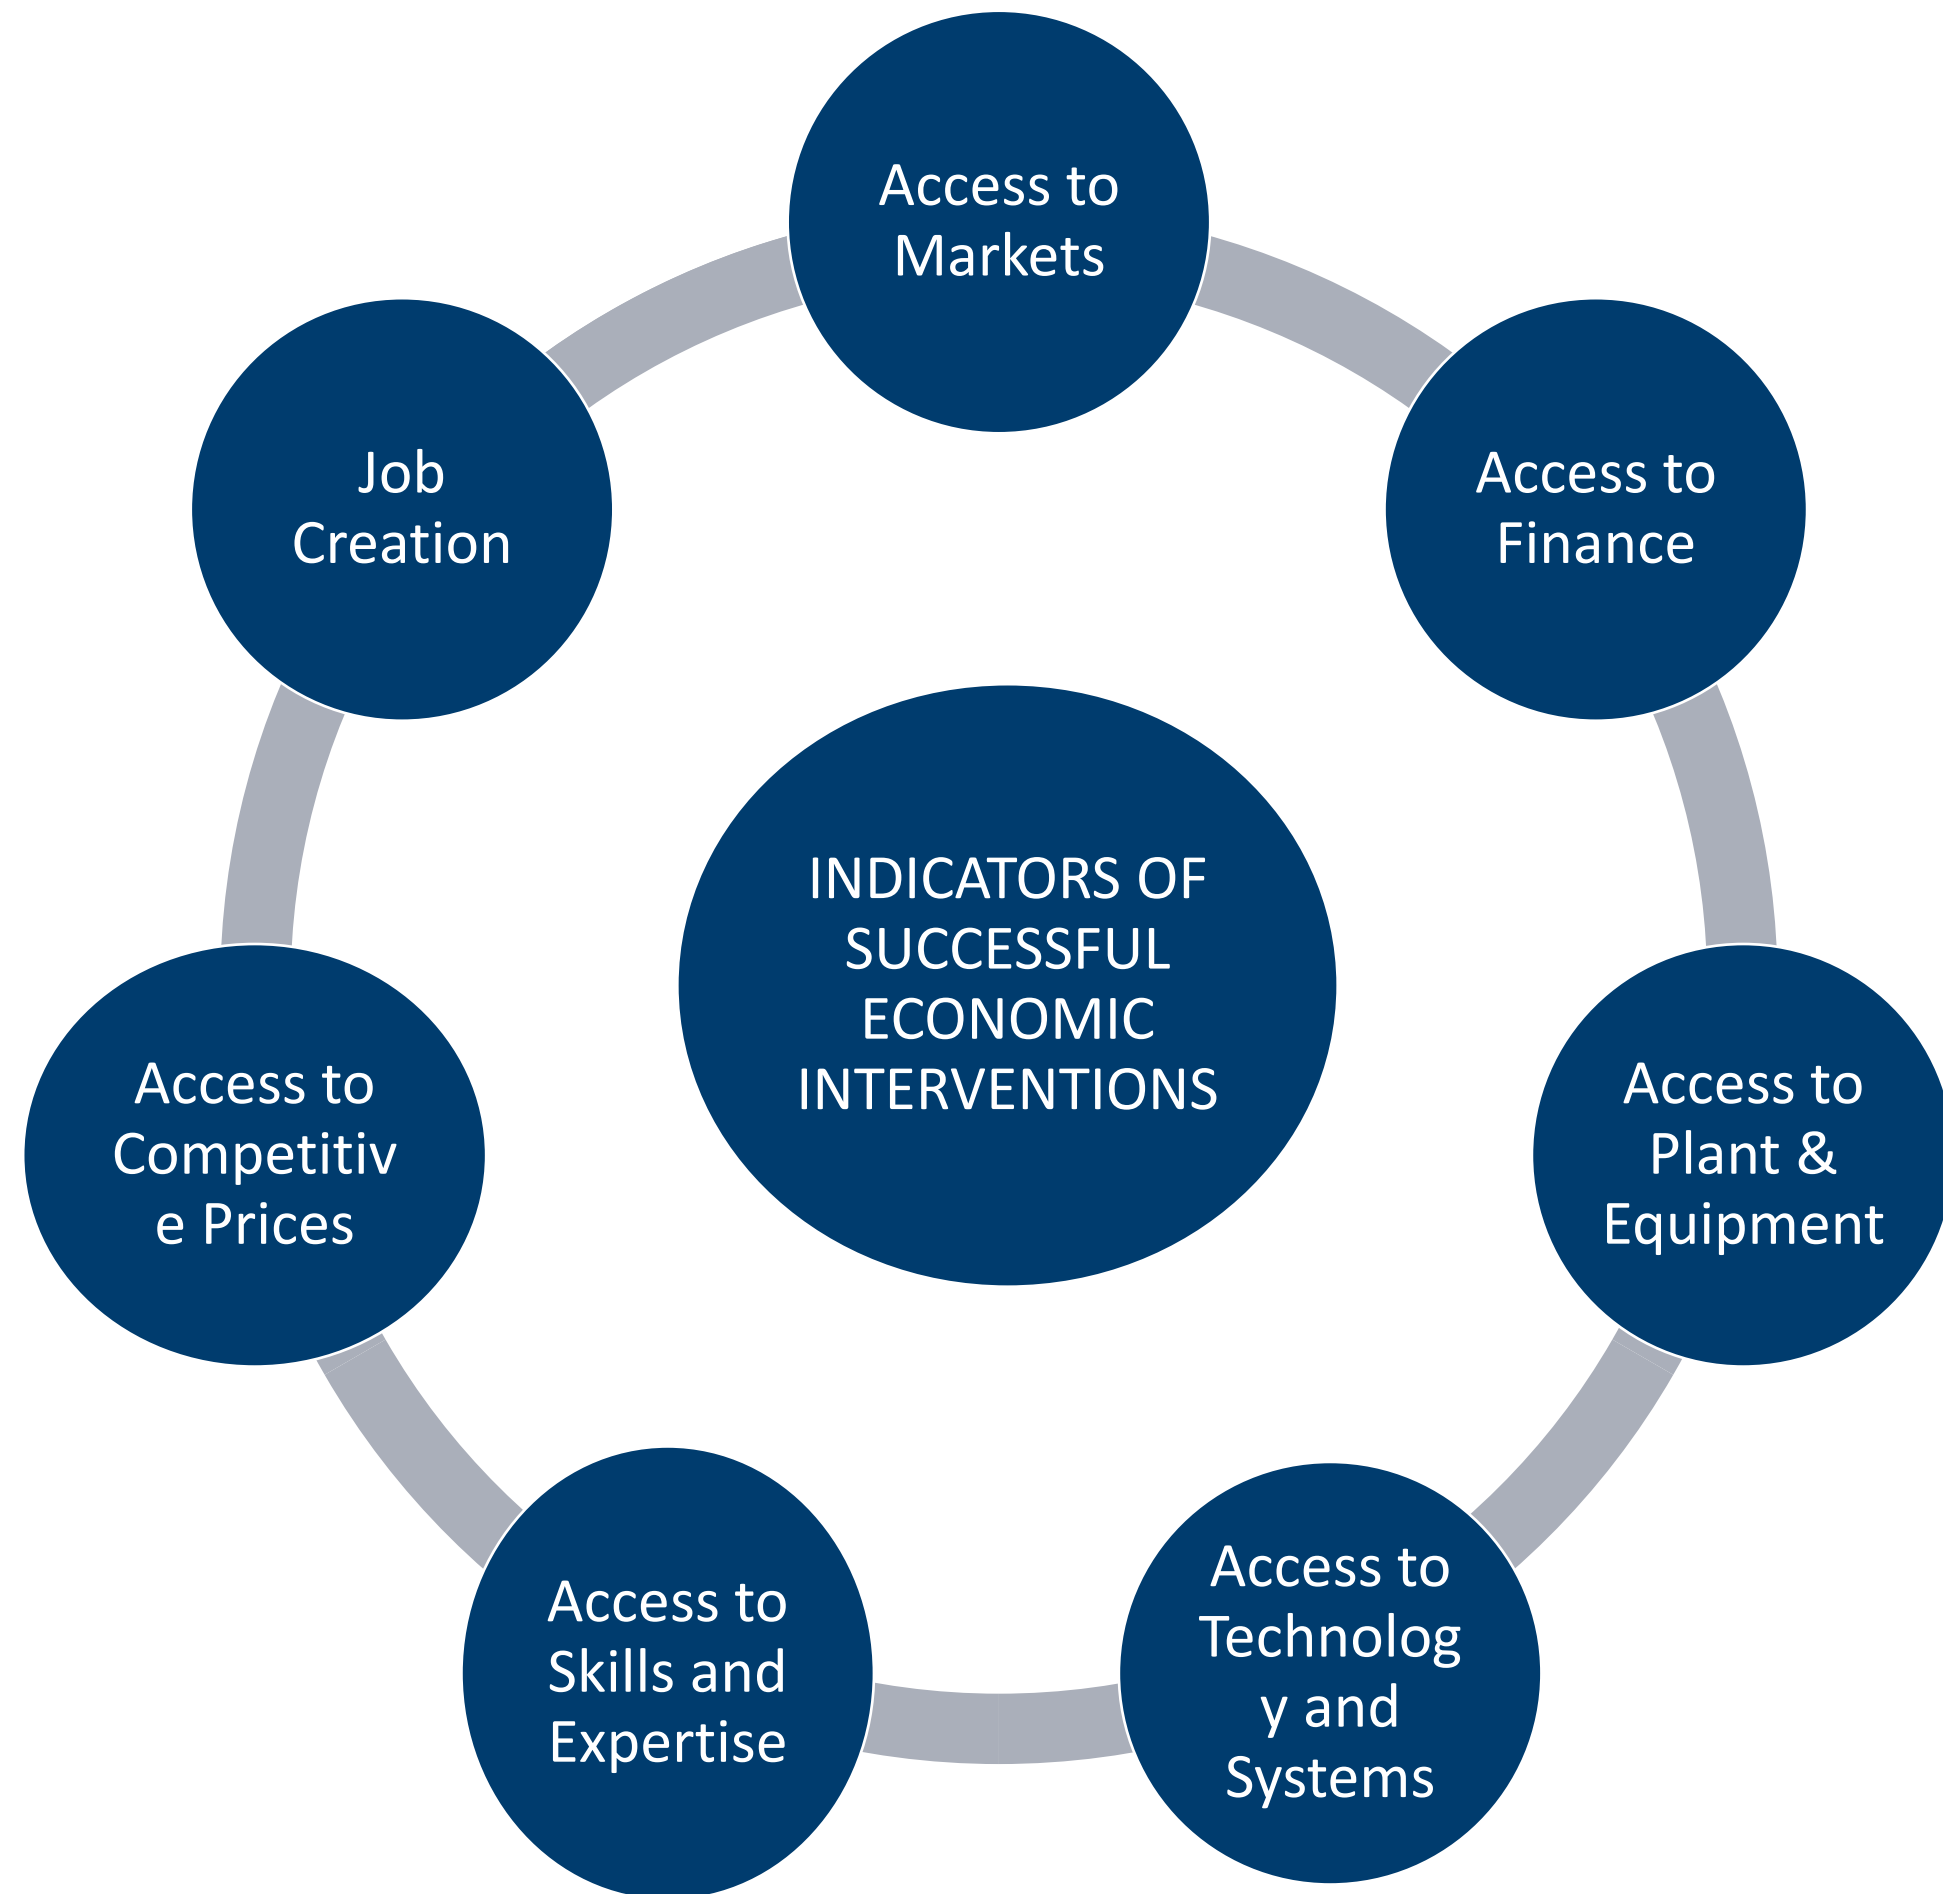 Access to
Markets
Access to
Finance
Access to
Plant &
Equipment
Access to
Technolog
y and
Systems
Access to
Skills and
Expertise
Access to
Competitiv
e Prices
Job
Creation
INDICATORS OF
SUCCESSFUL
ECONOMIC
INTERVENTIONS